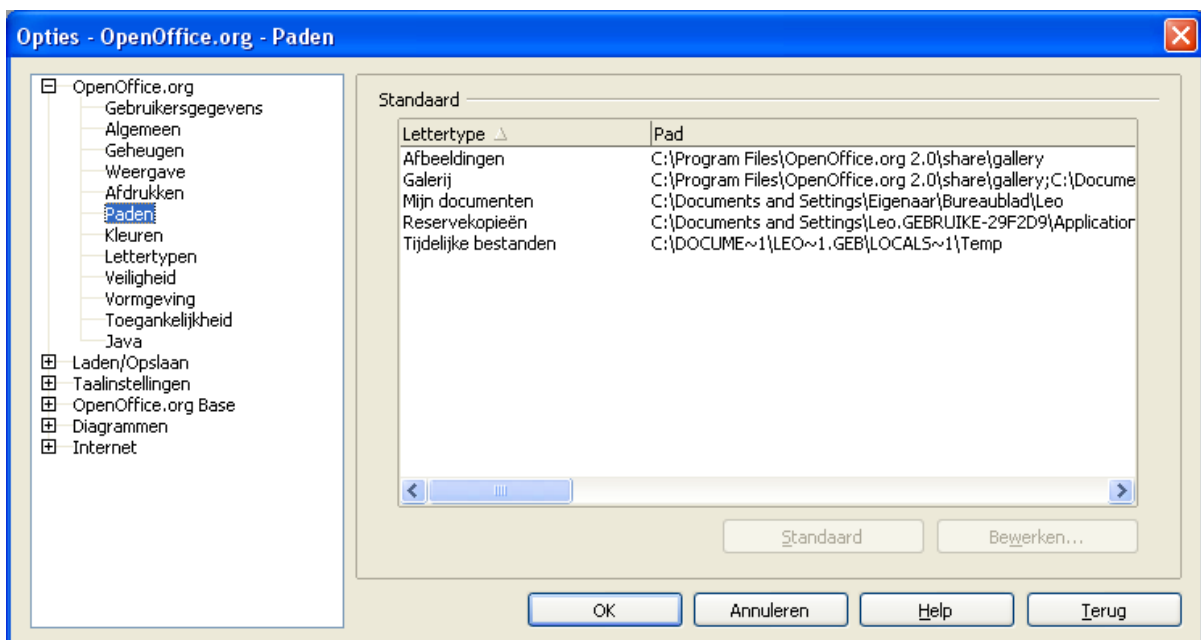 Opties - OpenOffice.org - Paden
OpenOffice.org
Gebruikersgegevens
Algemeen
Geheugen
Weergave
Afdrukken
Paden
Kleuren
Lettertypen
Veiligheid
Vormgeving
Toegankelijkheid
Java
Laden/Opslaan
Taalinstellingen
OpenOffice.org Base
Diagrammen
Internet
Standaard
Lettertype Pad
Afbeeldingen C:\Program Files\OpenOffice.org 2.0\share\gallery
Galerij C:\Program Files\OpenOffice.org 2.0\share\gallery;C:\Docume
Mijn documenten C:\Documents and Settings\Eigenaar\Bureaublad\Leo
Reservekopieën C:\Documents and Settings\Leo.GEBRUIKE-29F2D9\Application
Tijdelijke bestanden C:\DOCUME~1\LEO~1.GEB\LOCALS~1\Temp
Standaard Bewerken...
OK Annuleren Help Terug